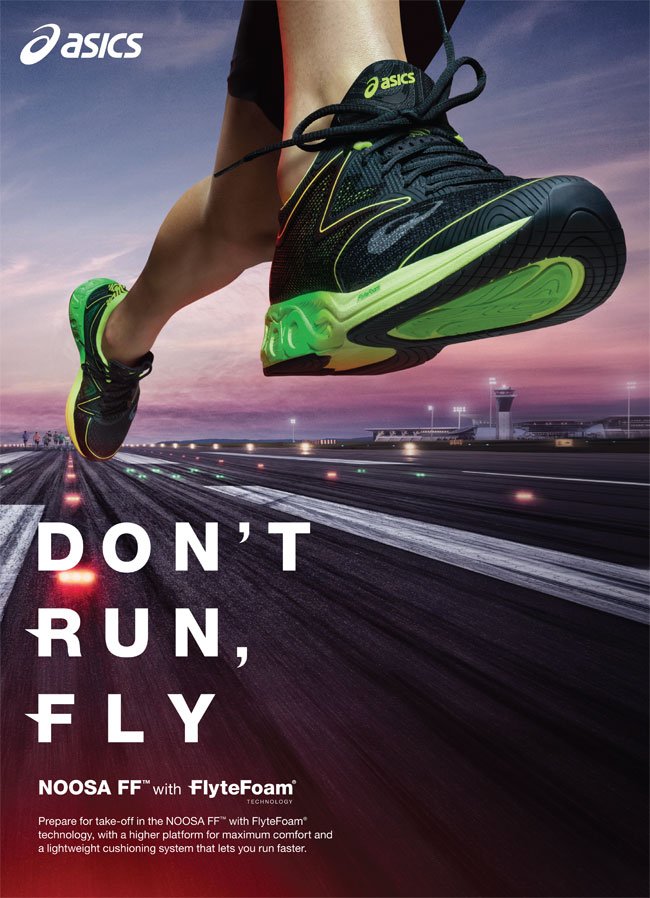 asics
asics
FlyteFoam
DON'T
RUN,
FLY
NOOSA FF™ with FlyteFoam®
TECHNOLOGY
Prepare for take-off in the NOOSA FF™ with FlyteFoam®
technology, with a higher platform for maximum comfort and
a lightweight cushioning system that lets you run faster.